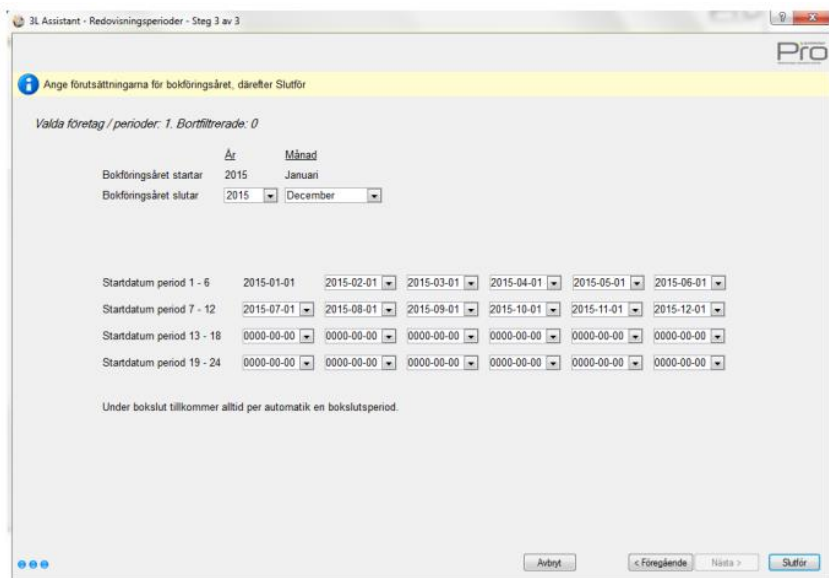 3L Assistant - Redovisningsperioder - Steg 3 av 3
Pro
Ange förutsättningarna för bokföringsåret, därefter Slutför
Valda företag / perioder: 1. Bortfiltrerade: 0
År Månad
Bokföringsåret startar 2015 Januari
Bokföringsåret slutar 2015 December
Startdatum period 1 - 6 2015-01-01 2015-02-01 2015-03-01 2015-04-01 2015-05-01 2015-06-01
Startdatum period 7 - 12 2015-07-01 2015-08-01 2015-09-01 2015-10-01 2015-11-01 2015-12-01
Startdatum period 13 - 18 0000-00-00 0000-00-00 0000-00-00 0000-00-00 0000-00-00 0000-00-00
Startdatum period 19 - 24 0000-00-00 0000-00-00 0000-00-00 0000-00-00 0000-00-00 0000-00-00
Under bokslut tillkommer alltid per automatik en bokslutsperiod.
Avbryt < Föregående Nästa > Slutför